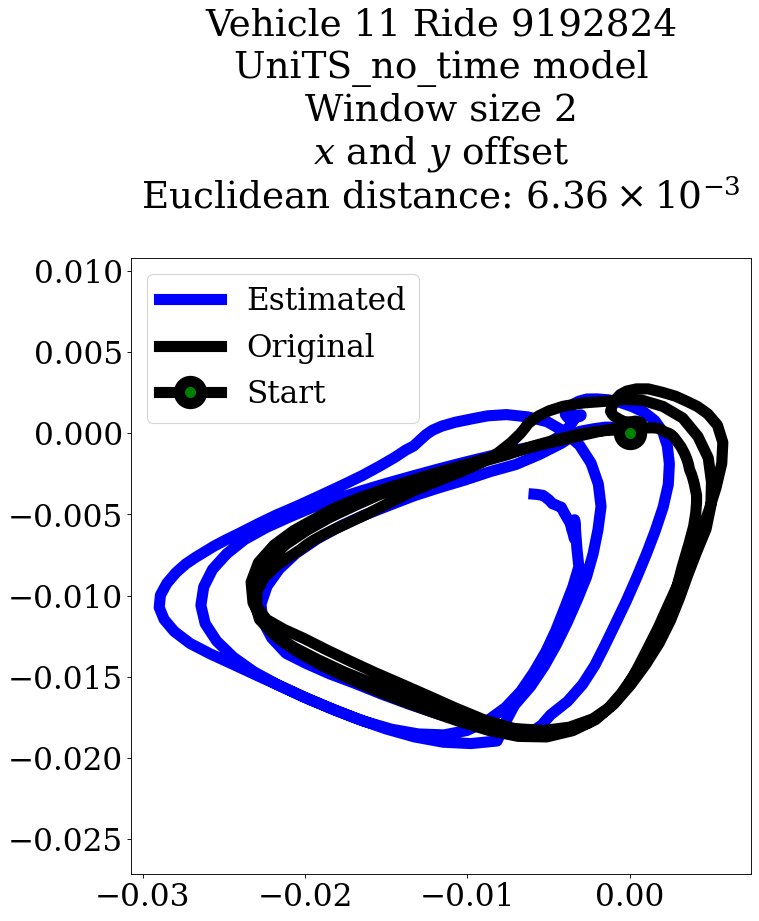 Vehicle 11 Ride 9192824
UniTS_no_time model
Window size 2
x and y offset
Euclidean distance: 6.36 × 10⁻³
Estimated
Original
Start
0.010
0.005
0.000
−0.005
−0.010
−0.015
−0.020
−0.025
−0.03
−0.02
−0.01
0.00